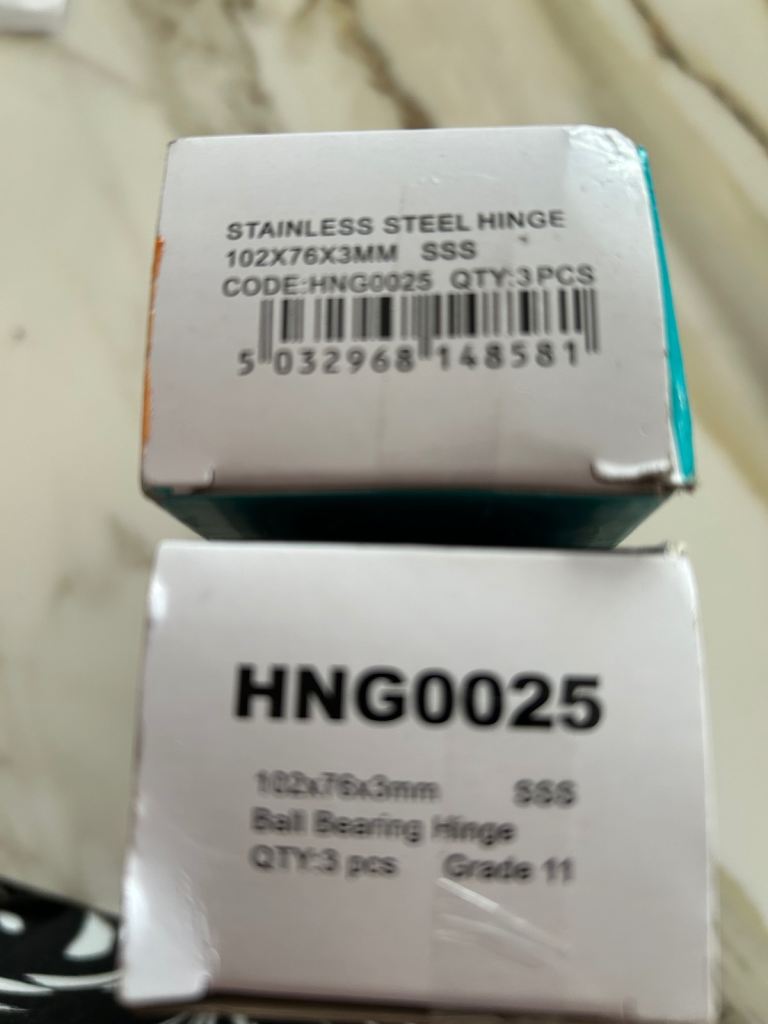 STAINLESS STEEL HINGE
102X76X3MM SSS
CODE:HNG0025 QTY:3PCS
5 032968 148581
HNG0025
102x76x3mm SSS
Ball Bearing Hinge
QTY:3 pcs Grade 11